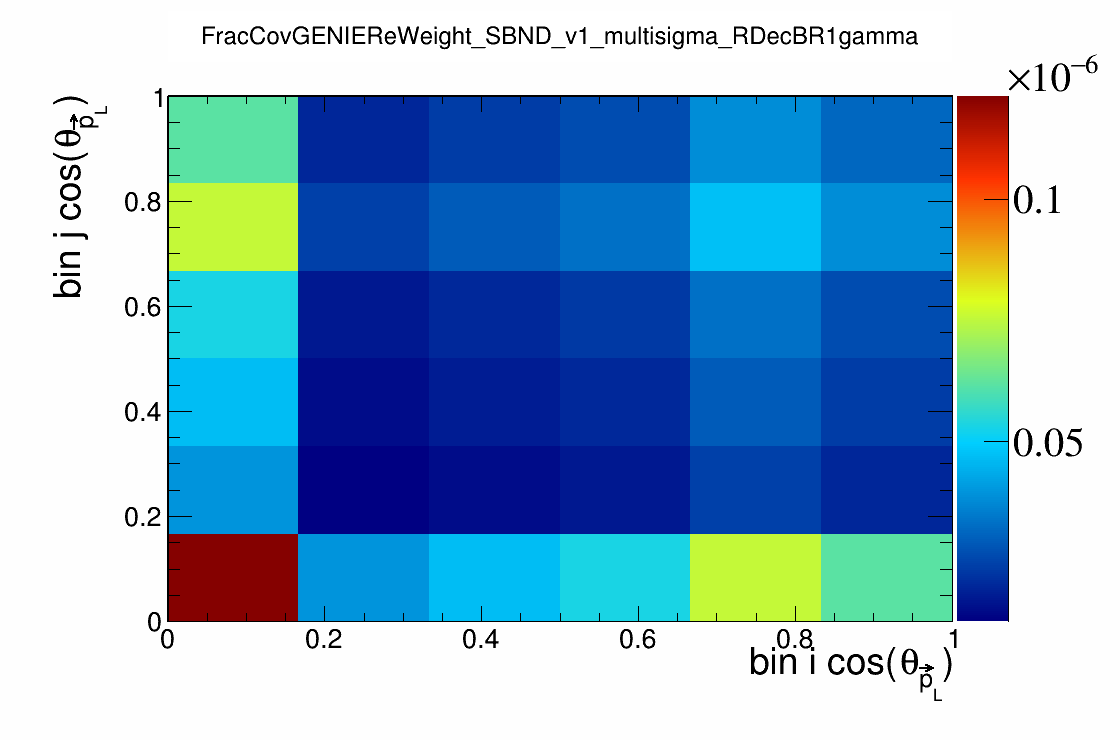 FracCovGENIEReWeight_SBND_v1_multisigma_RDecBR1gamma
×10⁻⁶
bin j cos(θ_p⃗_L)
1
0.8
0.6
0.4
0.2
0
0 0.2 0.4 0.6 0.8 1
0.1
0.05
bin i cos(θ_p⃗_L)